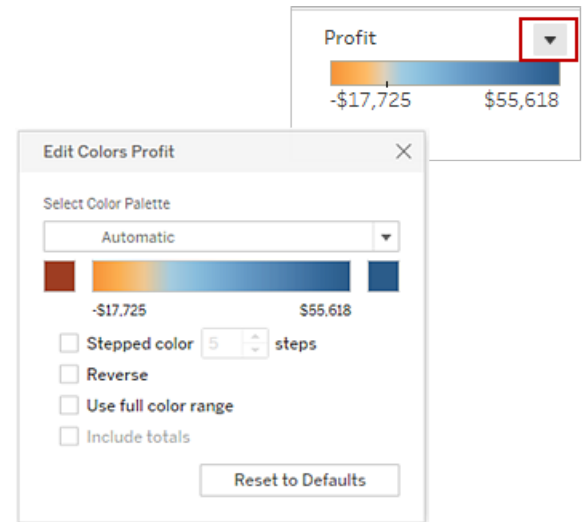 Profit
-$17,725 $55,618
Edit Colors Profit
Select Color Palette
Automatic
-$17,725 $55,618
Stepped color 5 steps
Reverse
Use full color range
Include totals
Reset to Defaults